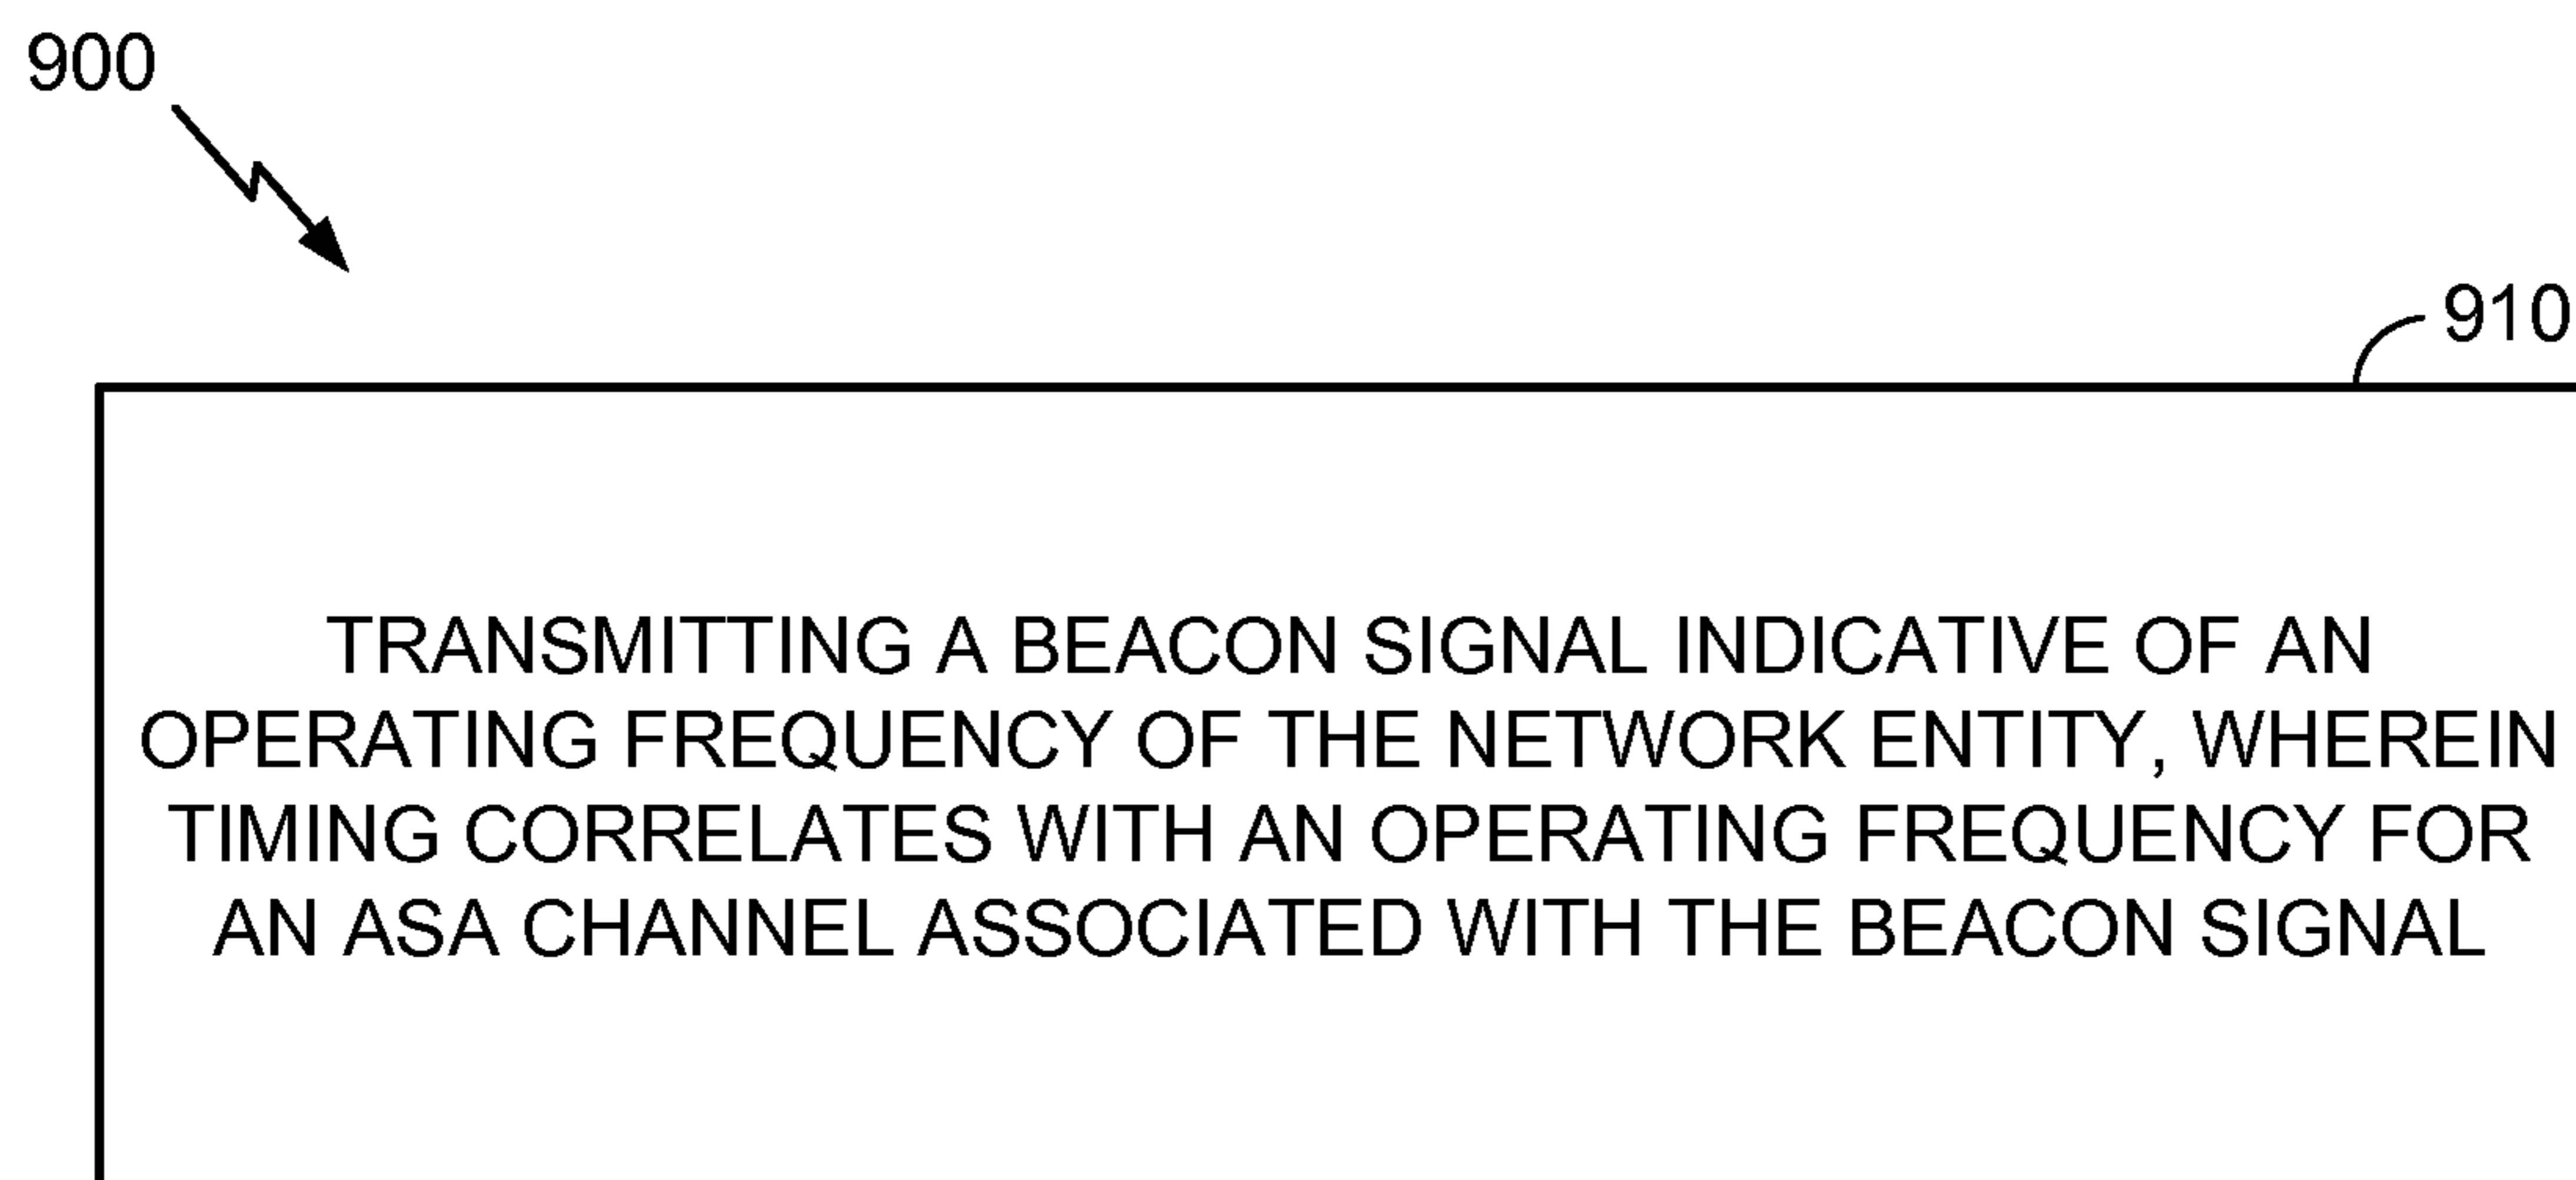 900
910
TRANSMITTING A BEACON SIGNAL INDICATIVE OF AN
OPERATING FREQUENCY OF THE NETWORK ENTITY, WHEREIN
TIMING CORRELATES WITH AN OPERATING FREQUENCY FOR
AN ASA CHANNEL ASSOCIATED WITH THE BEACON SIGNAL